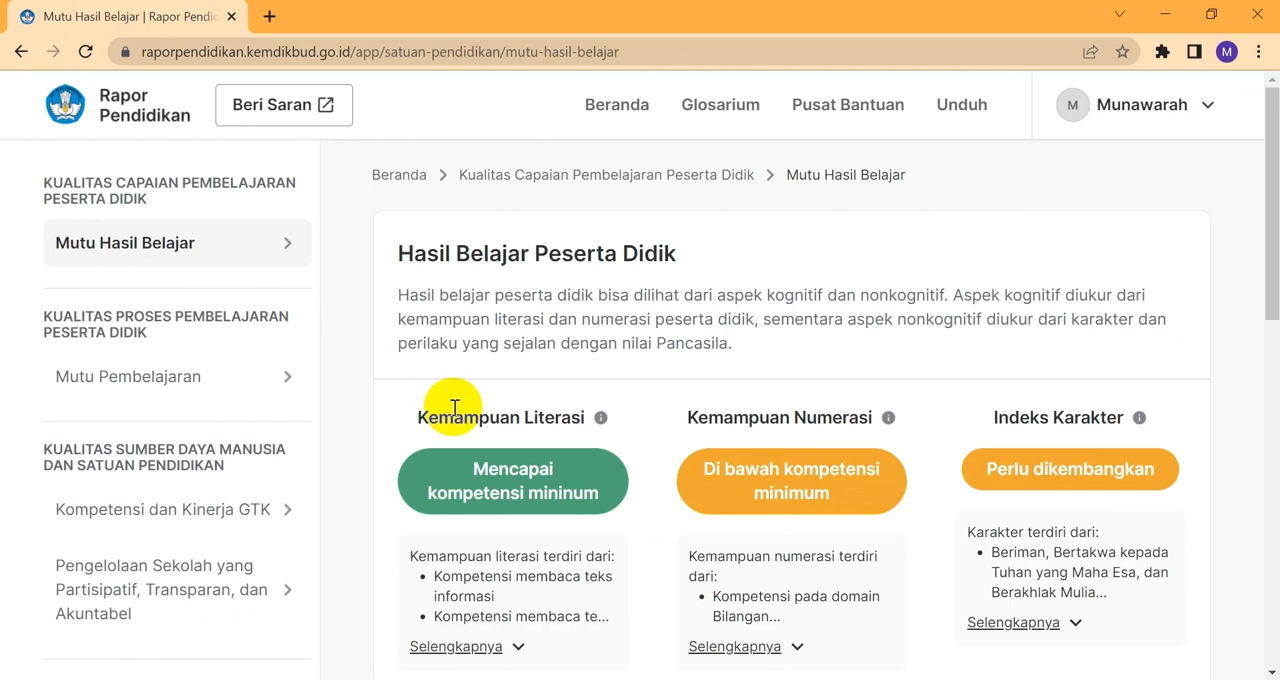 Mutu Hasil Belajar | Rapor Pendid
raporpendidikan.kemdikbud.go.id/app/satuan-pendidikan/mutu-hasil-belajar
M
Rapor
Pendidikan
Beri Saran
Beranda
Glosarium
Pusat Bantuan
Unduh
M
Munawarah
KUALITAS CAPAIAN PEMBELAJARAN
PESERTA DIDIK
Mutu Hasil Belajar
KUALITAS PROSES PEMBELAJARAN
PESERTA DIDIK
Mutu Pembelajaran
KUALITAS SUMBER DAYA MANUSIA
DAN SATUAN PENDIDIKAN
Kompetensi dan Kinerja GTK
Pengelolaan Sekolah yang
Partisipatif, Transparan, dan
Akuntabel
Beranda > Kualitas Capaian Pembelajaran Peserta Didik > Mutu Hasil Belajar
Hasil Belajar Peserta Didik
Hasil belajar peserta didik bisa dilihat dari aspek kognitif dan nonkognitif. Aspek kognitif diukur dari
kemampuan literasi dan numerasi peserta didik, sementara aspek nonkognitif diukur dari karakter dan
perilaku yang sejalan dengan nilai Pancasila.
Kemampuan Literasi
Mencapai
kompetensi mininum
Kemampuan literasi terdiri dari:
• Kompetensi membaca teks
informasi
• Kompetensi membaca te...
Selengkapnya
Kemampuan Numerasi
Di bawah kompetensi
minimum
Kemampuan numerasi terdiri
dari:
• Kompetensi pada domain
Bilangan...
Selengkapnya
Indeks Karakter
Perlu dikembangkan
Karakter terdiri dari:
• Beriman, Bertakwa kepada
Tuhan yang Maha Esa, dan
Berakhlak Mulia...
Selengkapnya